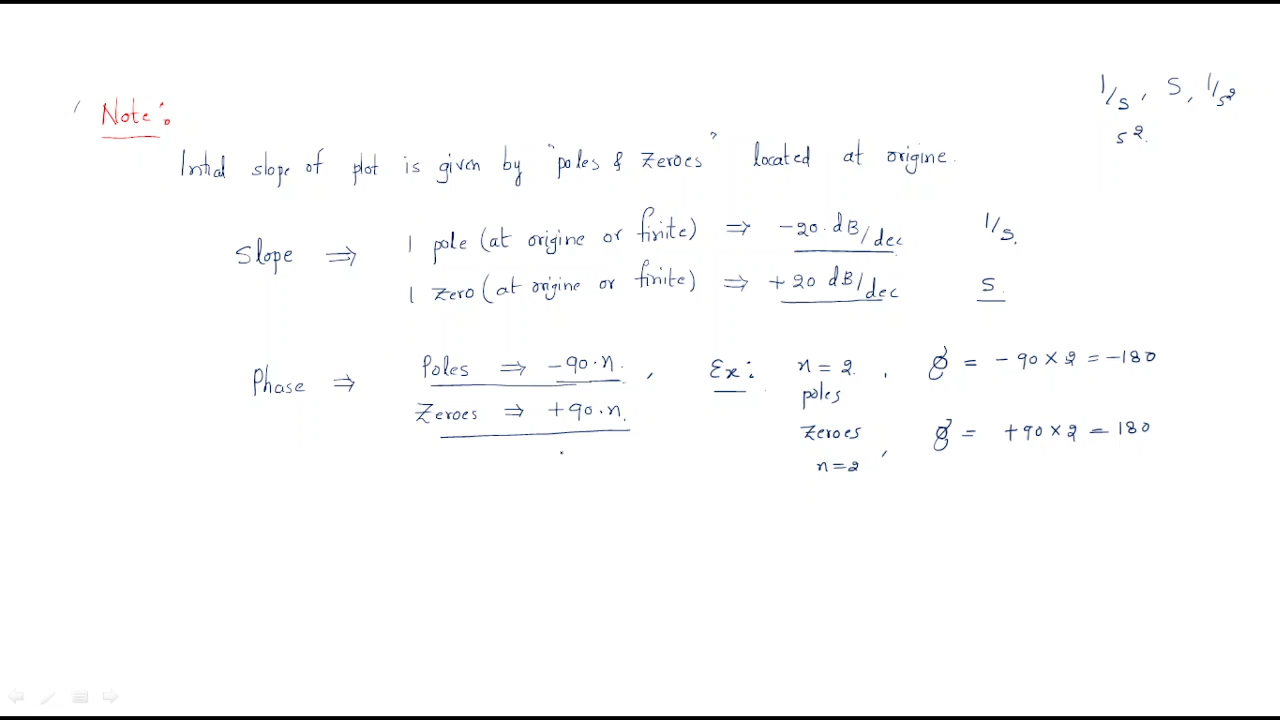 1/s , S , 1/s²
s².
Note:
Intial slope of plot is given by "poles & zeroes" located at origine.
Slope ⇒ 1 pole (at origine or finite) ⇒ -20 dB/dec 1/s.
1 zero (at origine or finite) ⇒ +20 dB/dec S.
Phase ⇒ Poles ⇒ -90·n. , Ex: n = 2 poles , Ø = -90 × 2 = -180
Zeroes ⇒ +90·n. zeroes n=2 , Ø = +90 × 2 = 180